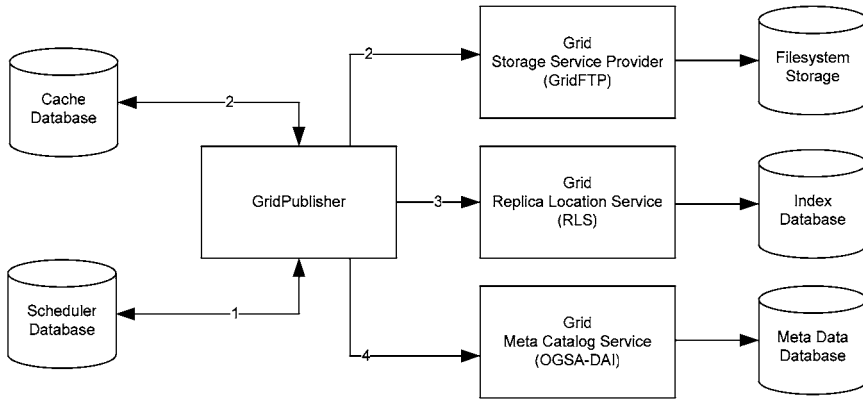 Cache
Database
2
2
Grid
Storage Service Provider
(GridFTP)
Filesystem
Storage
GridPublisher
3
Grid
Replica Location Service
(RLS)
Index
Database
Scheduler
Database
1
4
Grid
Meta Catalog Service
(OGSA-DAI)
Meta Data
Database